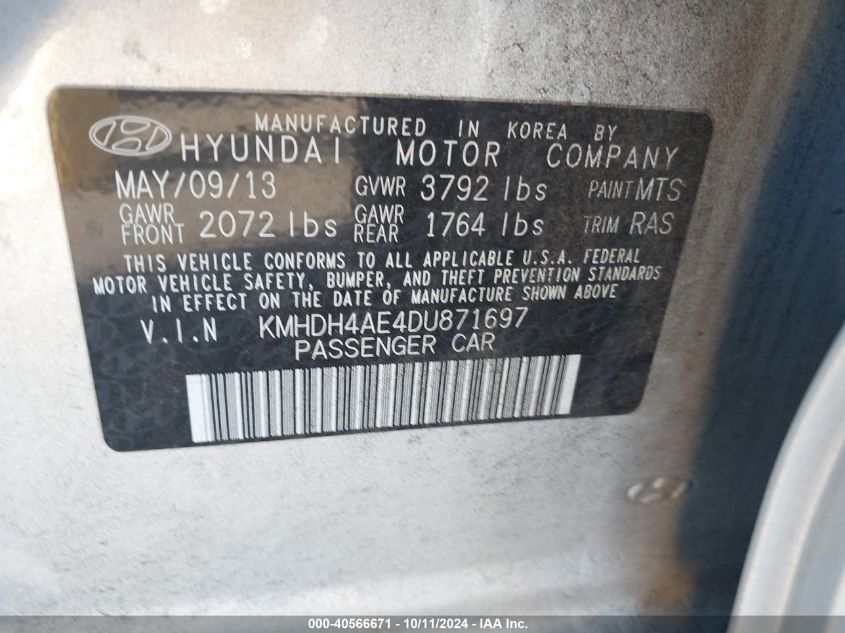 MANUFACTURED IN KOREA BY
HYUNDAI MOTOR COMPANY
MAY/09/13 GVWR 3792 lbs PAINT MTS
GAWR FRONT 2072 lbs GAWR REAR 1764 lbs TRIM RAS
THIS VEHICLE CONFORMS TO ALL APPLICABLE U.S.A. FEDERAL
MOTOR VEHICLE SAFETY, BUMPER, AND THEFT PREVENTION STANDARDS
IN EFFECT ON THE DATE OF MANUFACTURE SHOWN ABOVE
V.I.N KMHDH4AE4DU871697
PASSENGER CAR
000-40566671 - 10/11/2024 - IAA Inc.